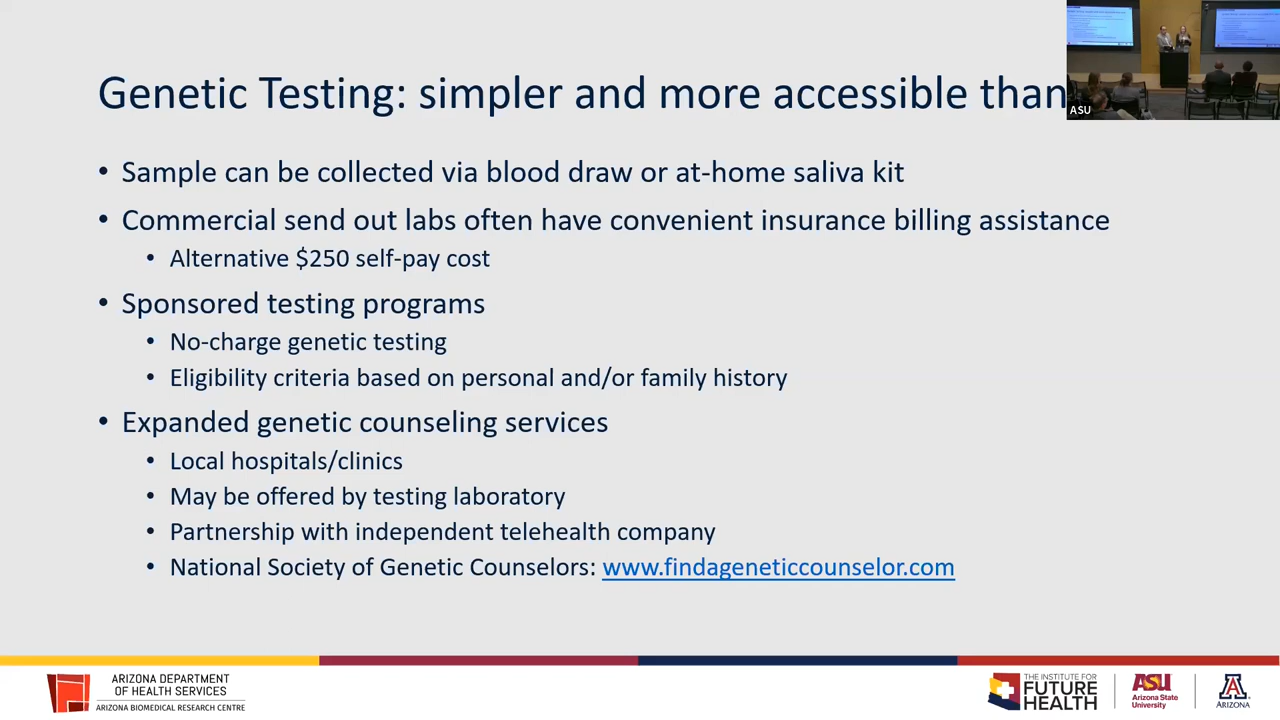 Genetic Testing: simpler and more accessible than
ASU
• Sample can be collected via blood draw or at-home saliva kit
• Commercial send out labs often have convenient insurance billing assistance
• Alternative $250 self-pay cost
• Sponsored testing programs
• No-charge genetic testing
• Eligibility criteria based on personal and/or family history
• Expanded genetic counseling services
• Local hospitals/clinics
• May be offered by testing laboratory
• Partnership with independent telehealth company
• National Society of Genetic Counselors: www.findageneticcounselor.com
ARIZONA DEPARTMENT
OF HEALTH SERVICES
ARIZONA BIOMEDICAL RESEARCH CENTRE
THE INSTITUTE FOR
FUTURE
HEALTH
ASU
Arizona State
University
A
ARIZONA